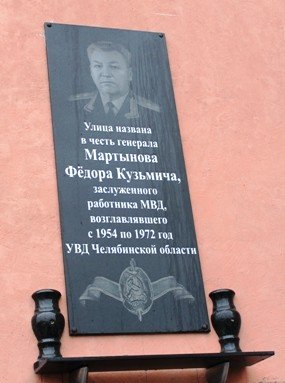 Улица названа
в честь генерала
Мартынова
Фёдора Кузьмича,
заслуженного
работника МВД,
возглавлявшего
с 1954 по 1972 год
УВД Челябинской области